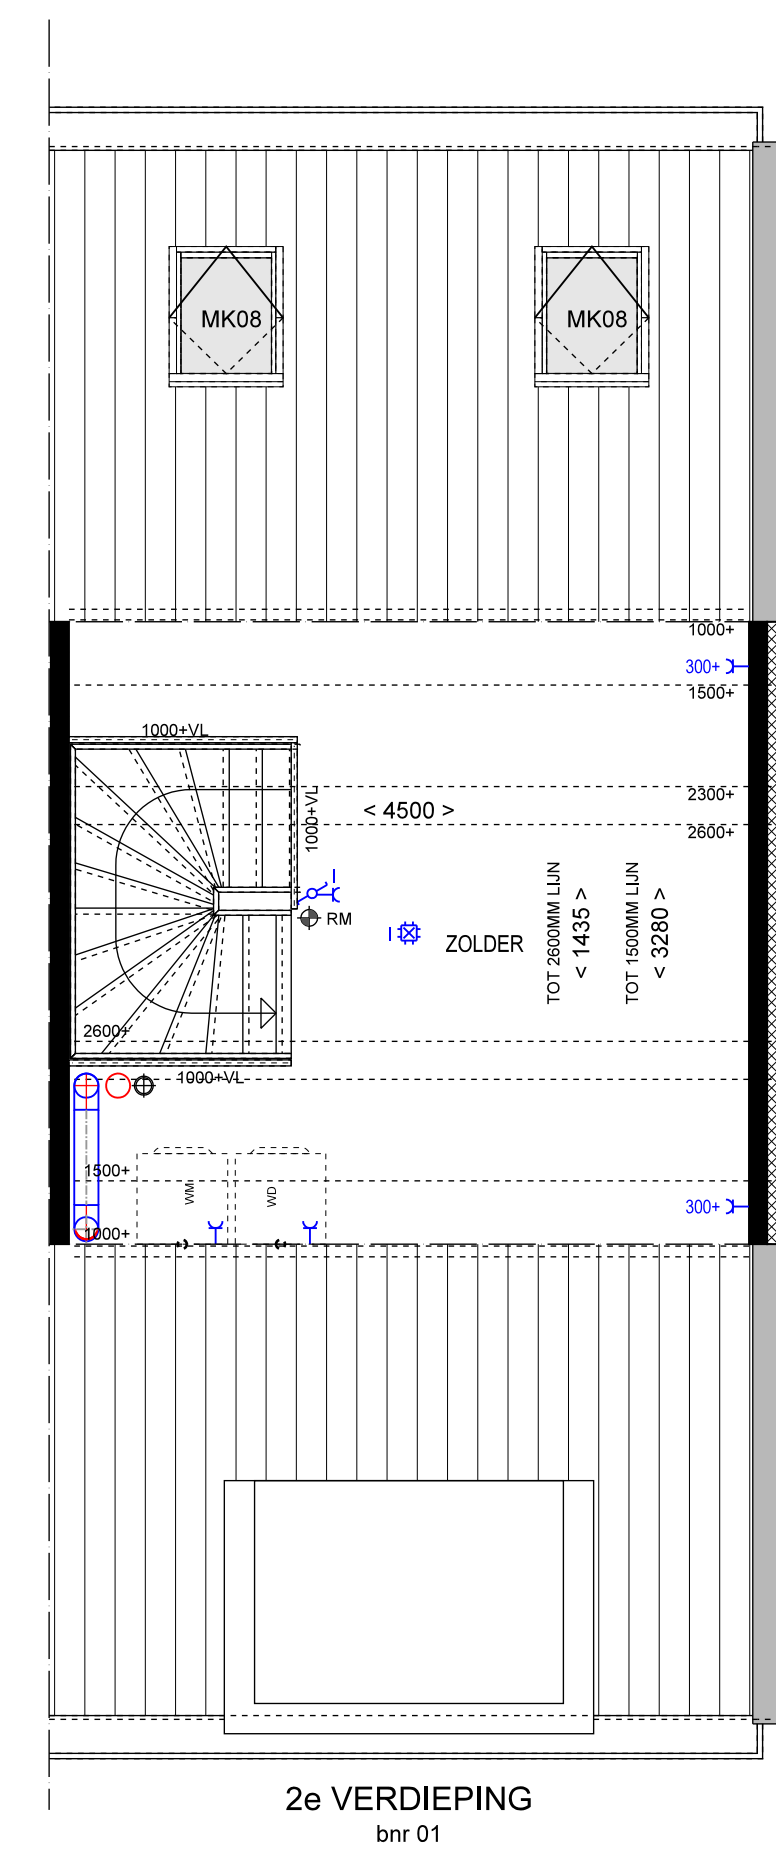 MK08
MK08
1000+
300+
1500+
1000+VL
2300+
< 4500 >
1000+VL
2600+
I
RM
I
ZOLDER
TOT 2600MM LIJN
< 1435 >
TOT 1500MM LIJN
< 3280 >
2600+
1000+VL
1500+
WM
WD
300+
1000+
2e VERDIEPING
bnr 01